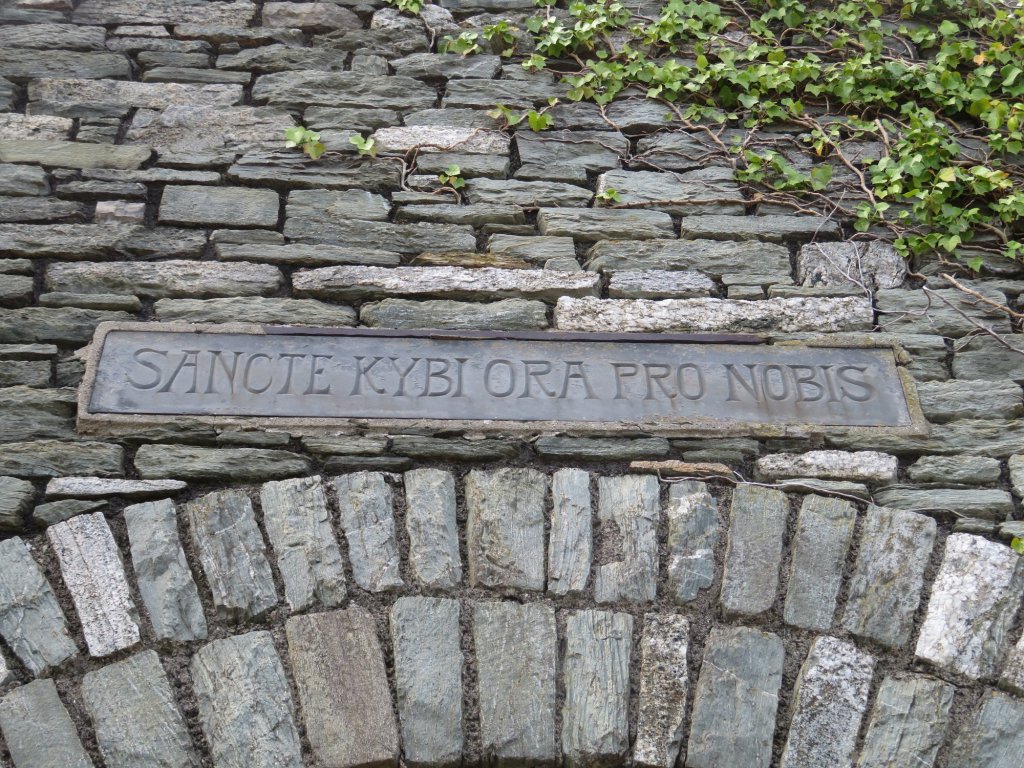 SANCTE KYBI ORA PRO NOBIS